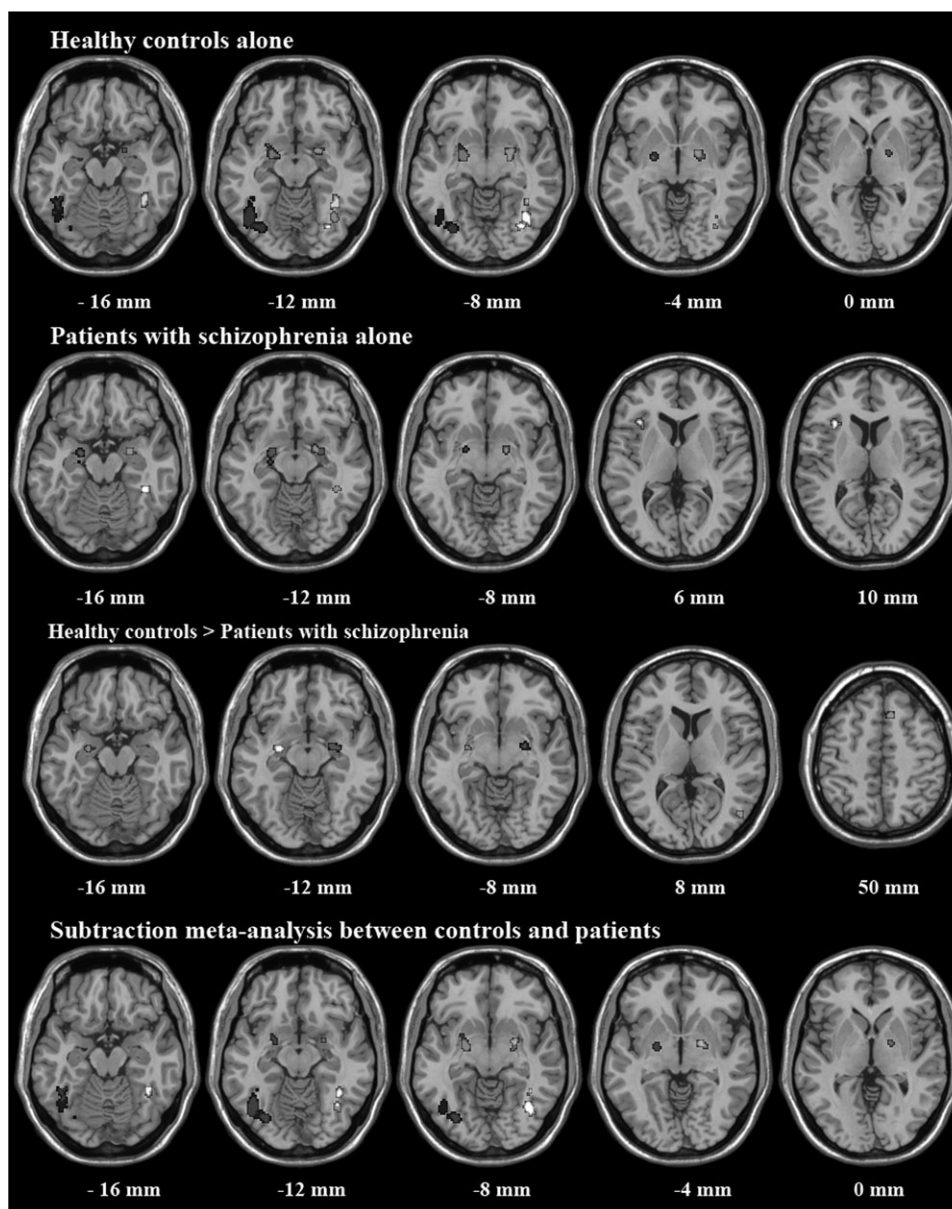 Healthy controls alone
- 16 mm -12 mm -8 mm -4 mm 0 mm
Patients with schizophrenia alone
-16 mm -12 mm -8 mm 6 mm 10 mm
Healthy controls > Patients with schizophrenia
-16 mm -12 mm -8 mm 8 mm 50 mm
Subtraction meta-analysis between controls and patients
- 16 mm -12 mm -8 mm -4 mm 0 mm